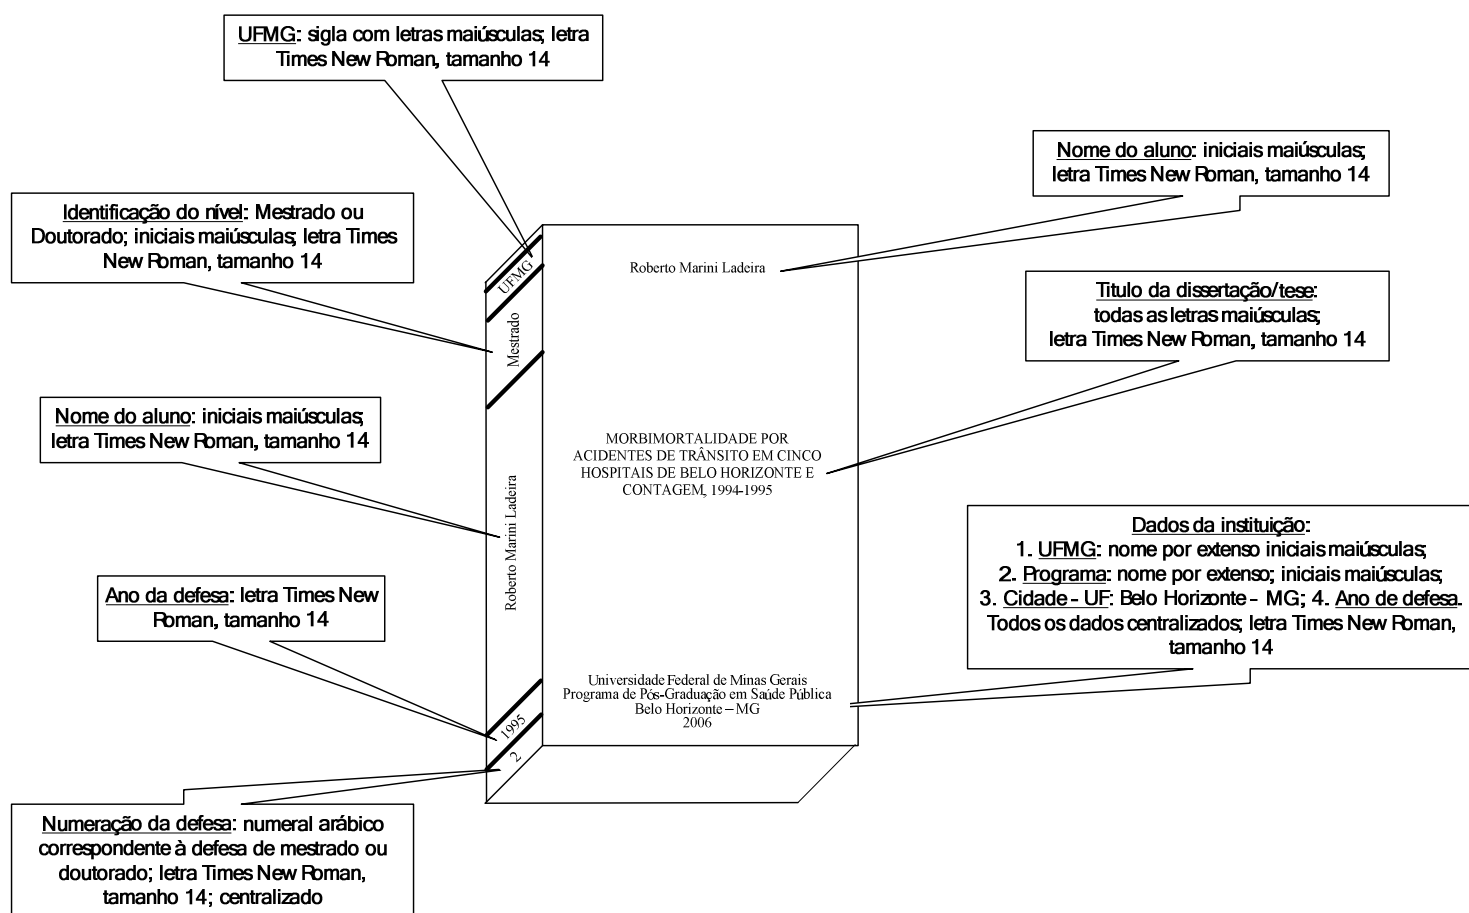 UFMG: sigla com letras maiúsculas; letra
Times New Roman, tamanho 14
Nome do aluno: iniciais maiúsculas;
letra Times New Roman, tamanho 14
Identificação do nível: Mestrado ou
Doutorado; iniciais maiúsculas; letra Times
New Roman, tamanho 14
Titulo da dissertação/tese:
todas as letras maiúsculas;
letra Times New Roman, tamanho 14
Nome do aluno: iniciais maiúsculas;
letra Times New Roman, tamanho 14
Dados da instituição:
1. UFMG: nome por extenso iniciais maiúsculas;
2. Programa: nome por extenso; iniciais maiúsculas;
3. Cidade - UF: Belo Horizonte - MG; 4. Ano de defesa.
Todos os dados centralizados; letra Times New Roman,
tamanho 14
Ano da defesa: letra Times New
Roman, tamanho 14
Numeração da defesa: numeral arábico
correspondente à defesa de mestrado ou
doutorado; letra Times New Roman,
tamanho 14; centralizado
UFMG
Mestrado
Roberto Marini Ladeira
1995
2
Roberto Marini Ladeira
MORBIMORTALIDADE POR
ACIDENTES DE TRÂNSITO EM CINCO
HOSPITAIS DE BELO HORIZONTE E
CONTAGEM, 1994-1995
Universidade Federal de Minas Gerais
Programa de Pós-Graduação em Saúde Pública
Belo Horizonte – MG
2006